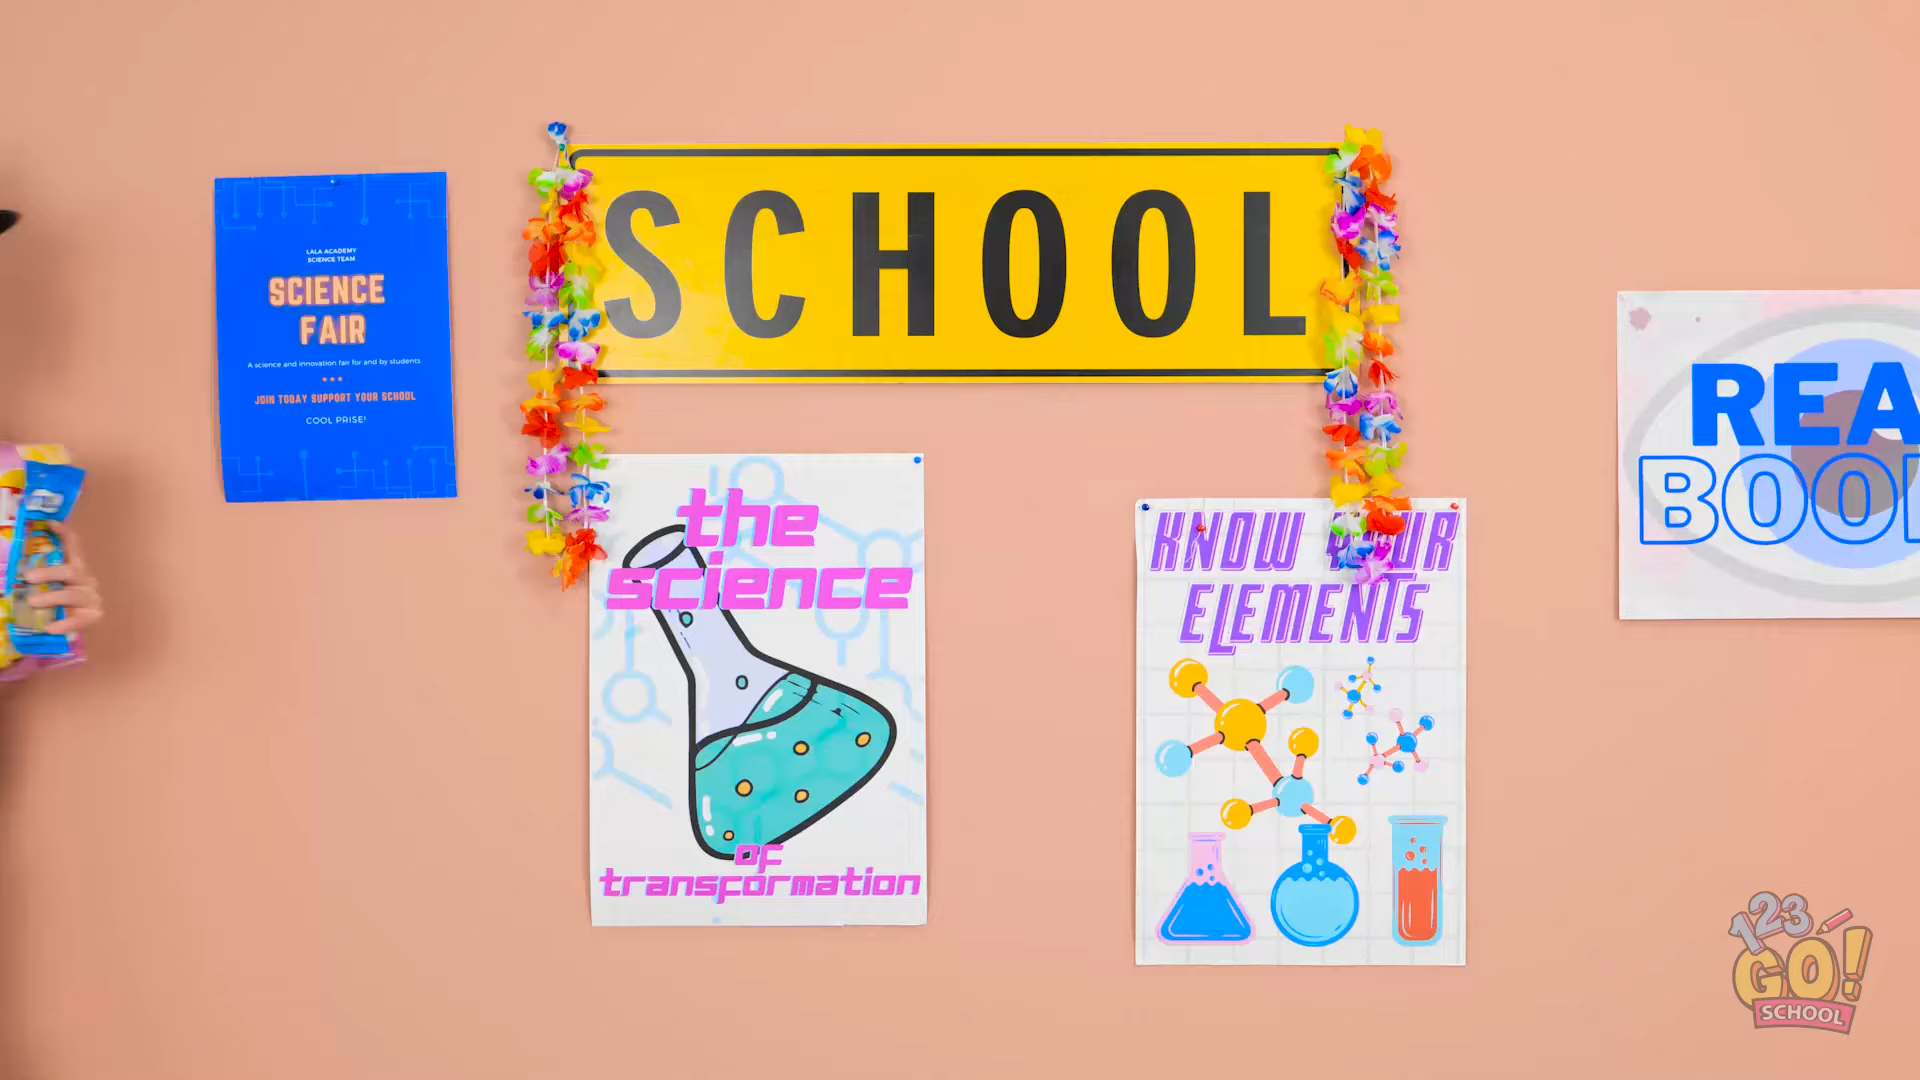 LALA ACADEMY
SCIENCE TEAM
SCIENCE
FAIR
A science and innovation fair for and by students
JOIN TODAY SUPPORT YOUR SCHOOL
COOL PRISE!
SCHOOL
the
science
of
transformation
KNOW YOUR
ELEMENTS
REA
BOO
123
GO!
SCHOOL